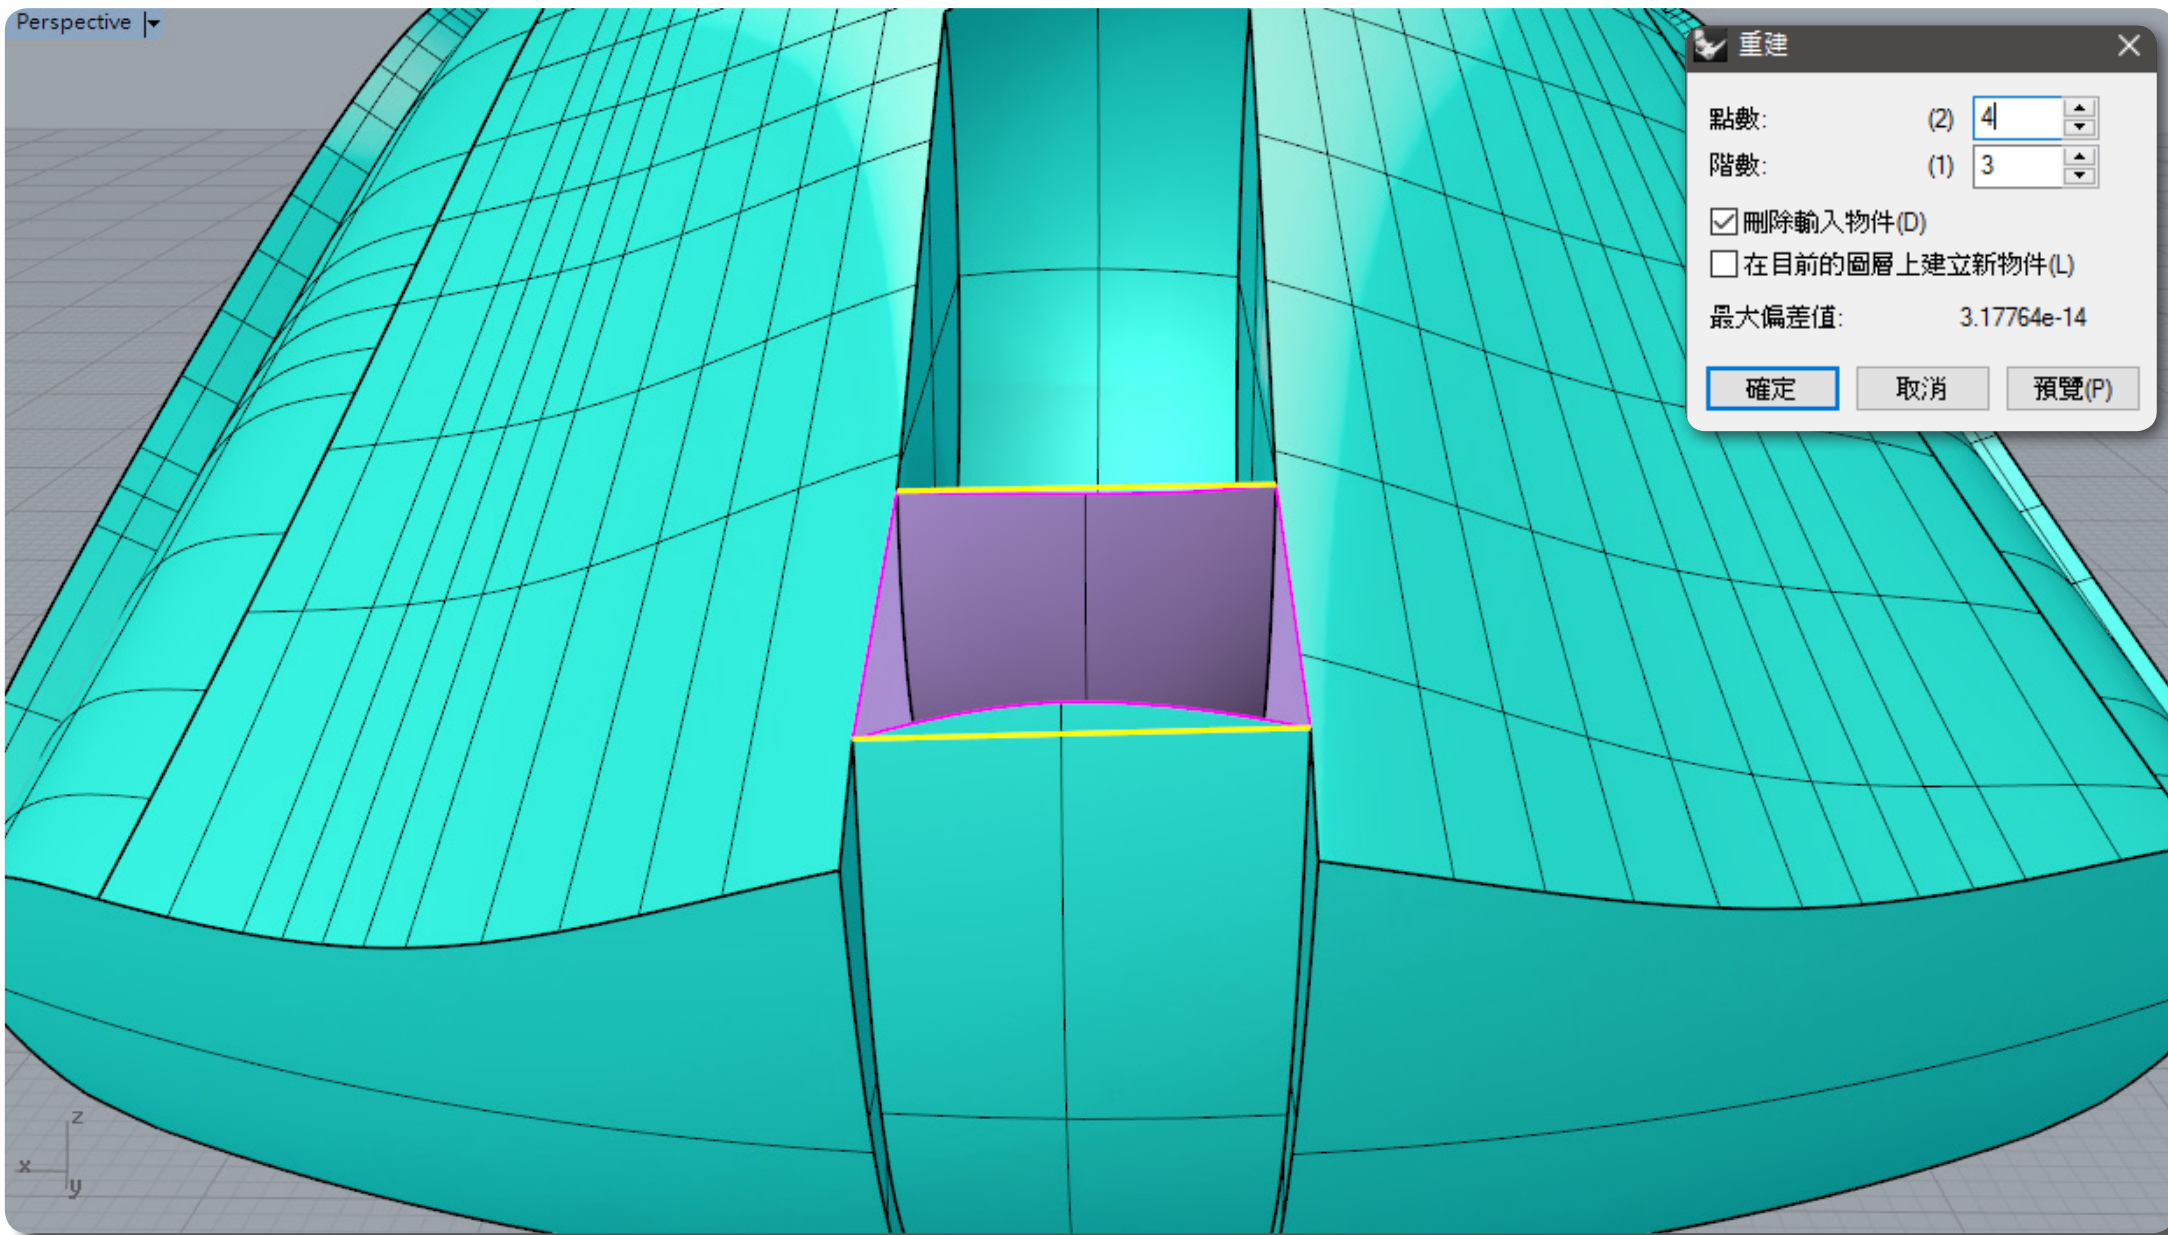 Perspective
重建
點數: (2) 4
階數: (1) 3
刪除輸入物件(D)
在目前的圖層上建立新物件(L)
最大偏差值: 3.17764e-14
確定 取消 預覽(P)
z
x
y